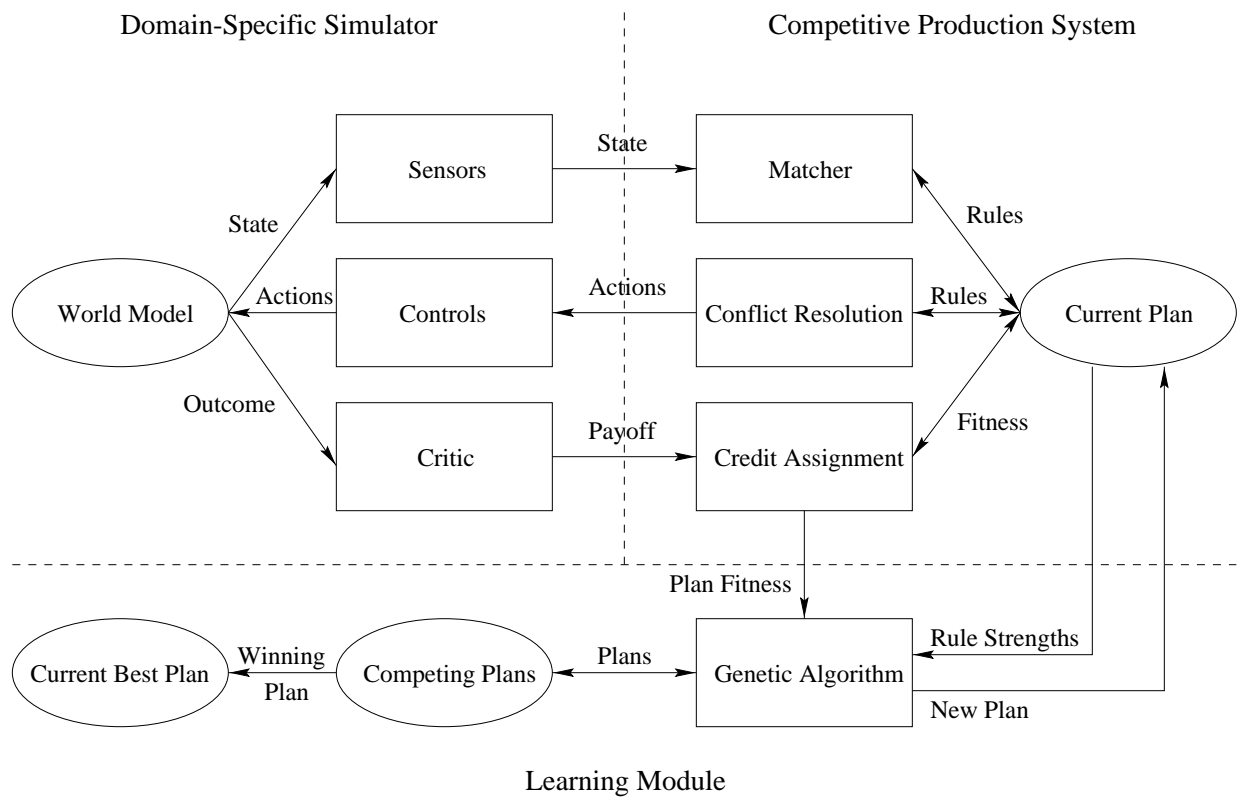 Domain-Specific Simulator
Competitive Production System
Sensors
State
Matcher
State
Rules
World Model
Actions
Controls
Actions
Conflict Resolution
Rules
Current Plan
Outcome
Critic
Payoff
Credit Assignment
Fitness
Plan Fitness
Current Best Plan
Winning
Plan
Competing Plans
Plans
Genetic Algorithm
Rule Strengths
New Plan
Learning Module